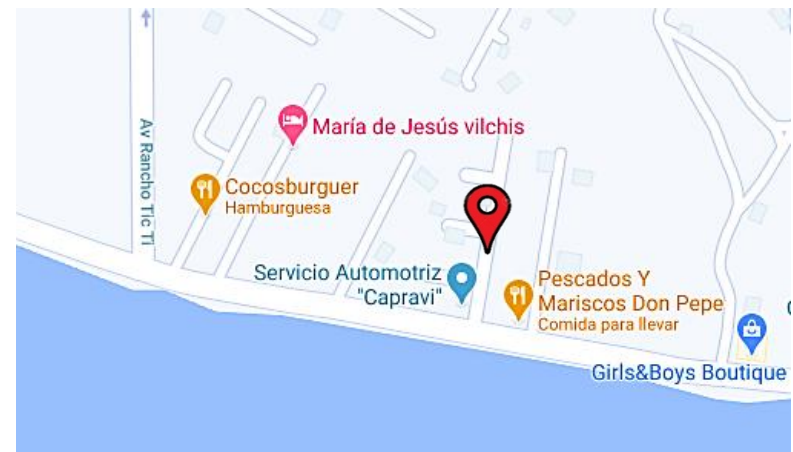 María de Jesús vilchis
Av Rancho Tic Ti
Cocosburguer
Hamburguesa
Servicio Automotriz
"Capravi"
Pescados Y
Mariscos Don Pepe
Comida para llevar
Girls&Boys Boutique